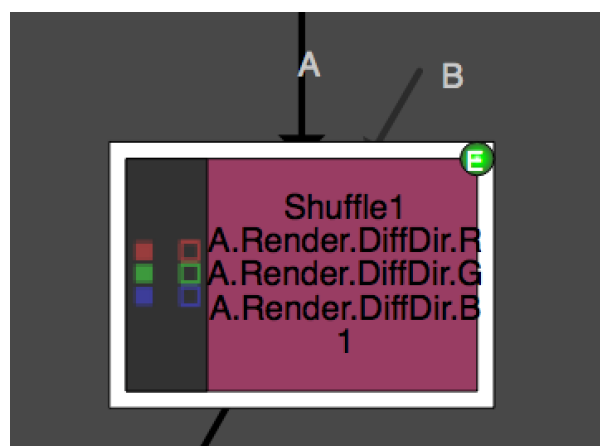 A
B
E
Shuffle1
A.Render.DiffDir.R
A.Render.DiffDir.G
A.Render.DiffDir.B
1